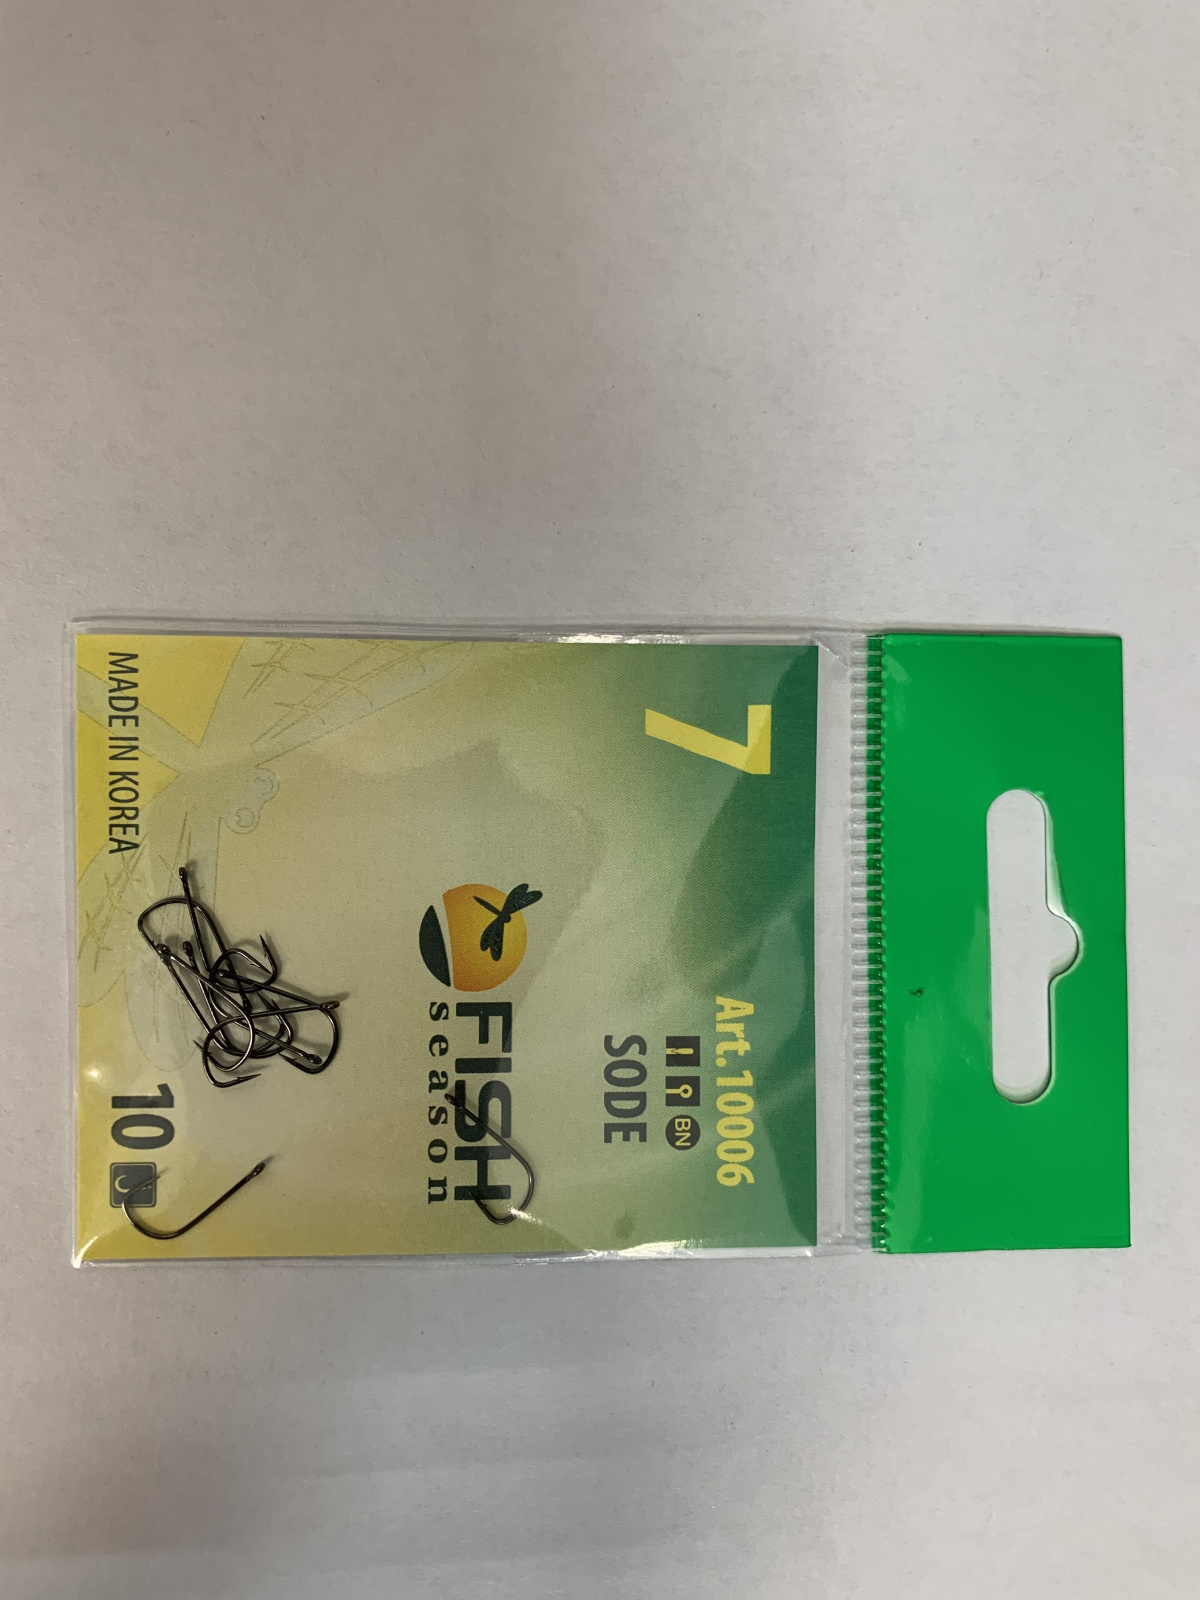 7
Art.10006
BN
SODE
FISH
season
MADE IN KOREA
10